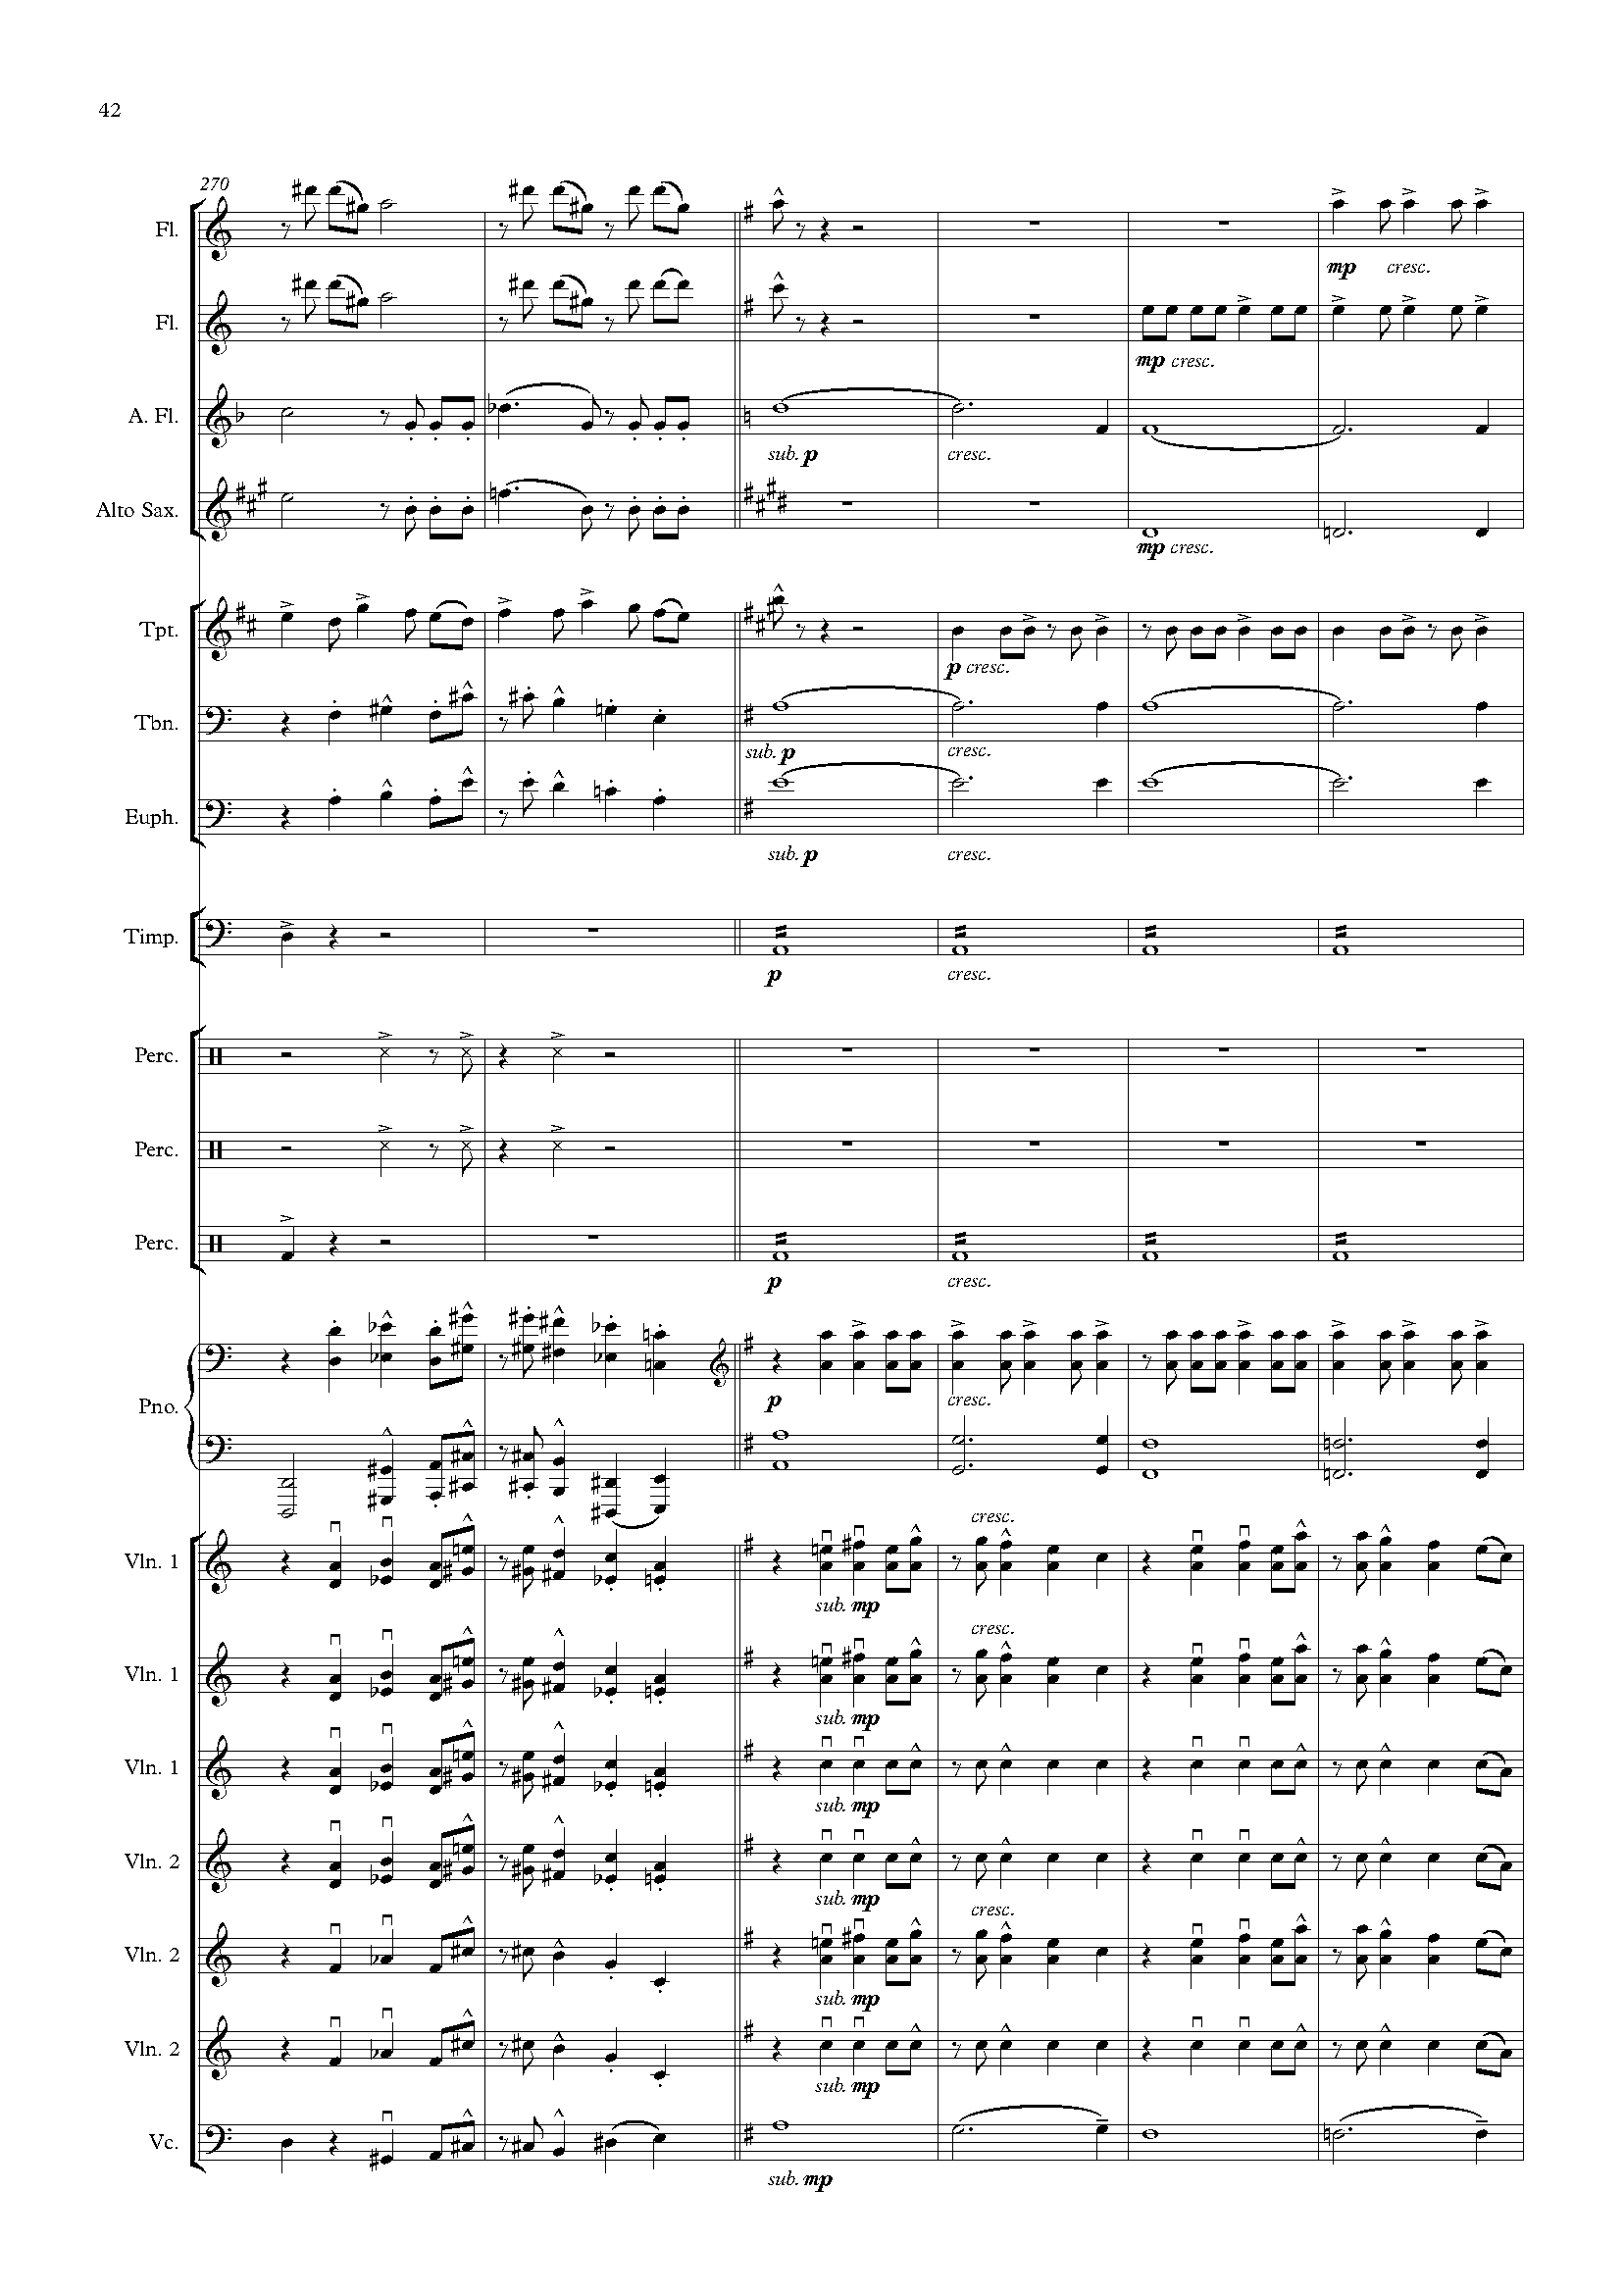 42
270
Fl.
mp cresc.
Fl.
mp cresc.
A. Fl.
sub. p cresc.
Alto Sax.
mp cresc.
Tpt.
p cresc.
Tbn.
sub. p cresc.
Euph.
sub. p cresc.
Timp.
p cresc.
Perc.
Perc.
Perc.
p cresc.
Pno.
p cresc.
cresc.
Vln. 1
sub. mp
cresc.
Vln. 1
sub. mp
Vln. 1
sub. mp
Vln. 2
sub. mp
cresc.
Vln. 2
sub. mp
Vln. 2
sub. mp
Vc.
sub. mp